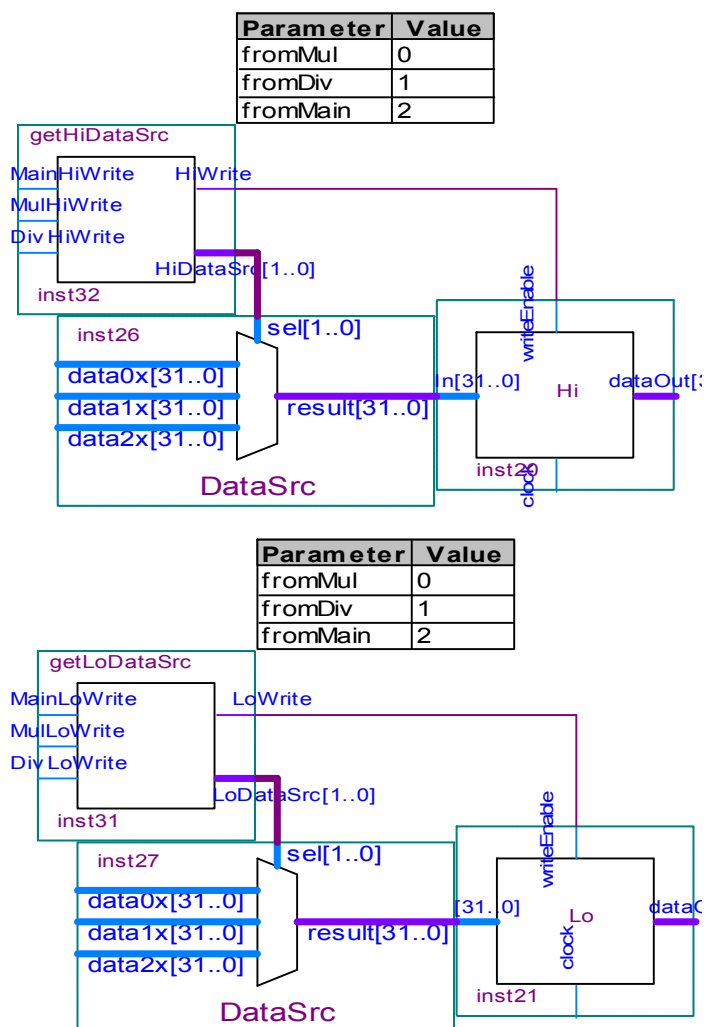 Parameter Value
fromMul 0
fromDiv 1
fromMain 2
getHiDataSrc
MainHiWrite HiWrite
MulHiWrite
DivHiWrite
HiDataSrc[1..0]
inst32
inst26
sel[1..0]
data0x[31..0]
data1x[31..0]
data2x[31..0]
result[31..0]
DataSrc
writeEnable
In[31..0]
Hi
dataOut[3
inst20
clock
Parameter Value
fromMul 0
fromDiv 1
fromMain 2
getLoDataSrc
MainLoWrite LoWrite
MulLoWrite
DivLoWrite
LoDataSrc[1..0]
inst31
inst27
sel[1..0]
data0x[31..0]
data1x[31..0]
data2x[31..0]
result[31..0]
DataSrc
writeEnable
[31..0]
Lo
dataO
clock
inst21